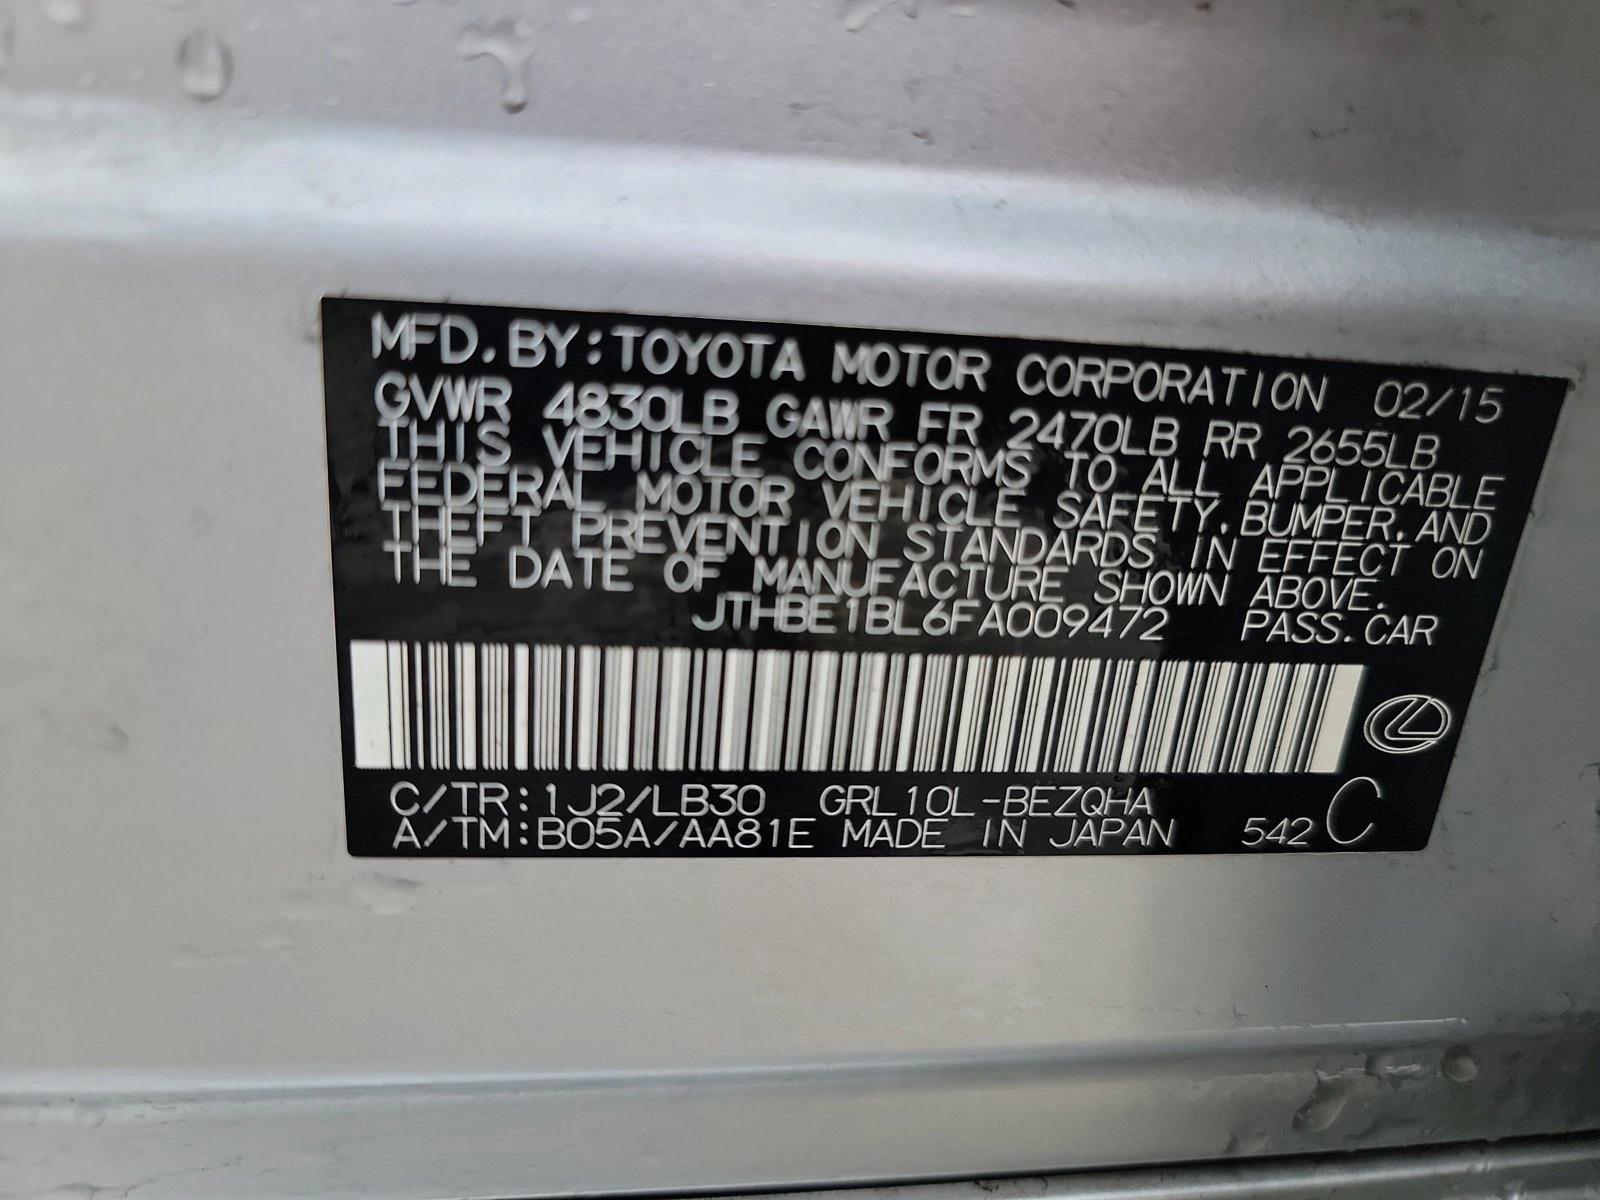 MFD. BY: TOYOTA MOTOR CORPORATION 02/15
GVWR 4830LB GAWR FR 2470LB RR 2655LB
THIS VEHICLE CONFORMS TO ALL APPLICABLE
FEDERAL MOTOR VEHICLE SAFETY, BUMPER, AND
THEFT PREVENTION STANDARDS IN EFFECT ON
THE DATE OF MANUFACTURE SHOWN ABOVE.
JTHBE1BL6FA009472 PASS. CAR
C/TR: 1J2/LB30 GRL10L-BEZQHA
A/TM: B05A/AA81E MADE IN JAPAN 542 C